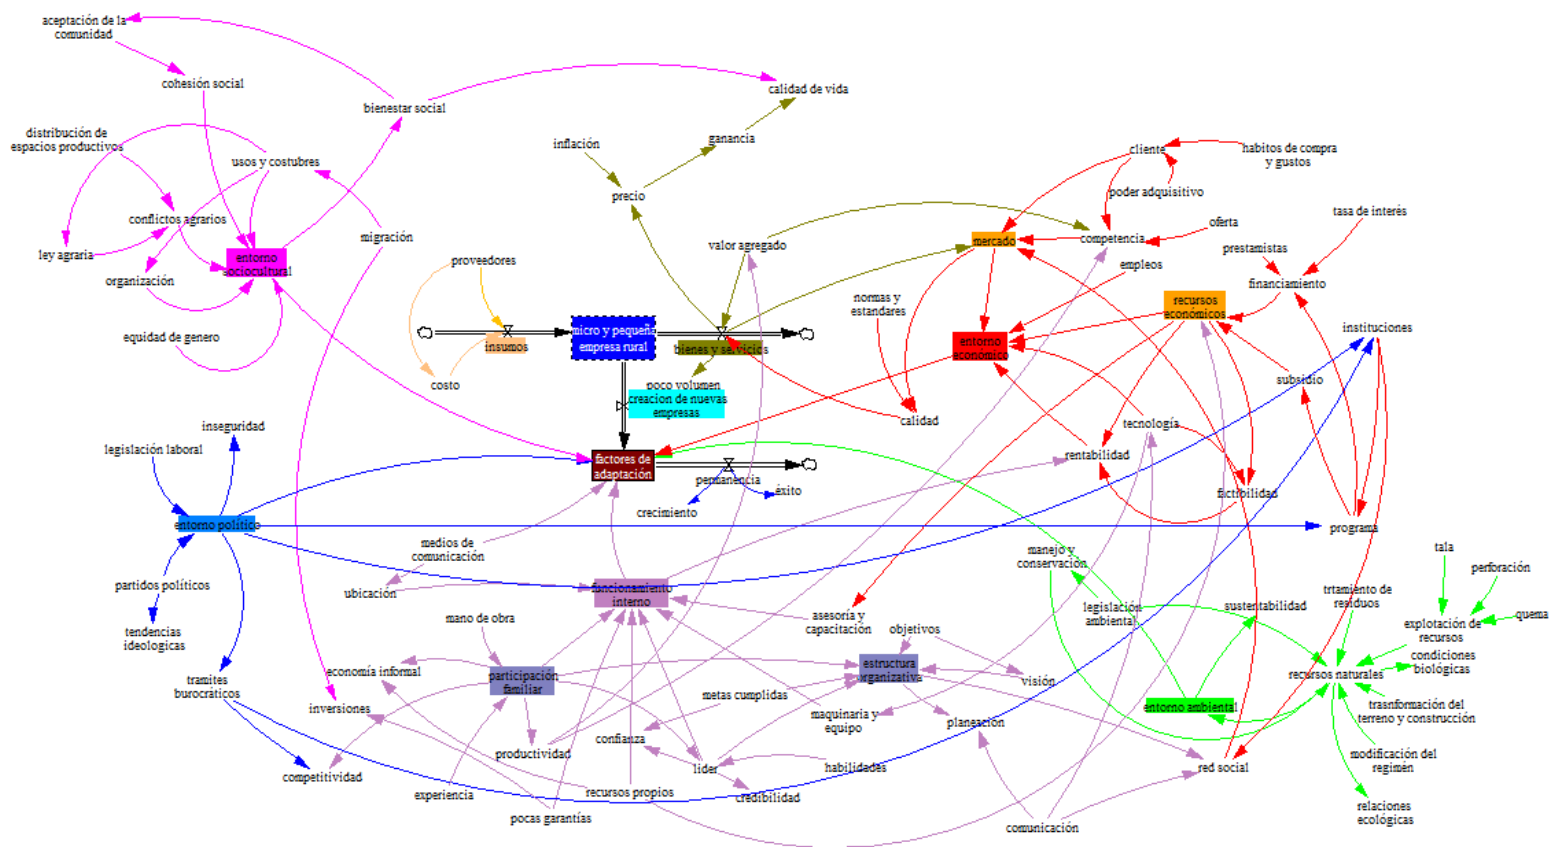 aceptación de la
comunidad
cohesión social
bienestar social
calidad de vida
distribución de
espacios productivos
usos y costubres
inflación
ganancia
precio
cliente
habitos de compra
y gustos
poder adquisitivo
conflictos agrarios
ley agraria
organización
entorno
sociocultural
migración
equidad de genero
proveedores
valor agregado
mercado
competencia
oferta
empleos
tasa de interés
prestamistas
financiamiento
normas y
estandares
recursos
económicos
instituciones
insumos
costo
micro y pequeña
empresa rural
bienes y servicios
poco volumen
creacion de nuevas
empresas
entorno
económico
subsidio
calidad
tecnología
rentabilidad
factibilidad
programa
inseguridad
legislación laboral
entorno político
partidos políticos
tendencias
ideologicas
tramites
burocráticos
factores de
adaptación
permanencia
crecimiento
éxito
medios de
comunicación
ubicación
funcionamiento
interno
mano de obra
economía informal
participación
familiar
inversiones
competitividad
experiencia
productividad
pocas garantías
recursos propios
confianza
metas cumplidas
lider
credibilidad
habilidades
maquinaria y
equipo
asesoría y
capacitación
objetivos
estructura
organizativa
visión
planeación
comunicación
red social
manejo y
conservación
legislación
ambiental
sustentabilidad
entorno ambiental
trtamiento de
residuos
tala
perforación
quema
explotación de
recursos
condiciones
biológicas
recursos naturales
trasnformación del
terreno y construcción
modificación del
regimén
relaciones
ecológicas